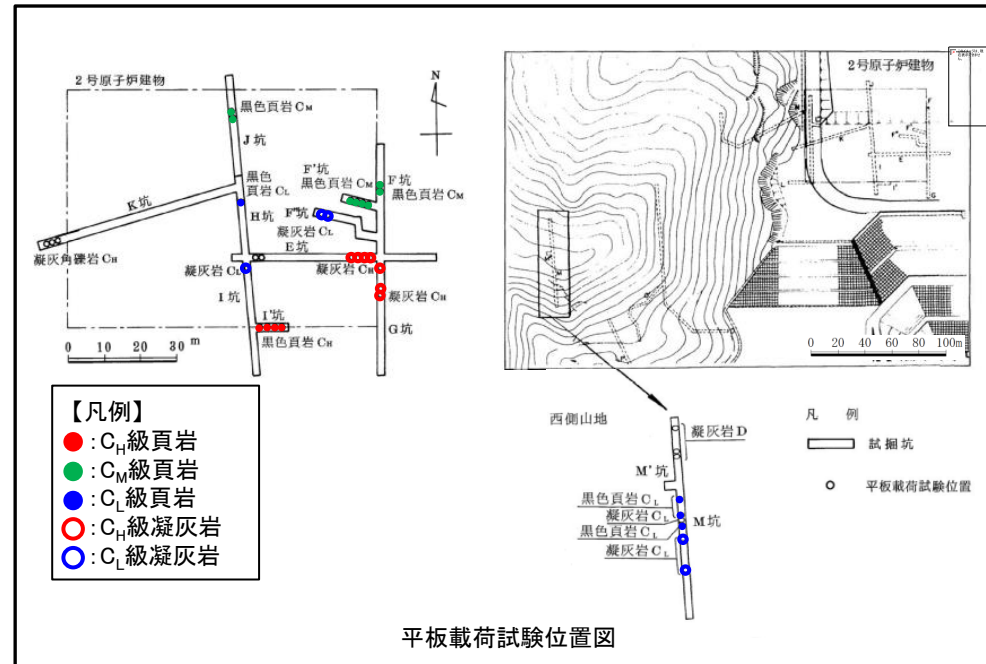 2号原子炉建物
N
黒色頁岩 CM
J坑
F'坑
黒色頁岩 CM
F坑
黒色頁岩 CM
黒色
頁岩 CL
K坑
H坑
F"坑
凝灰岩 CL
E坑
凝灰角礫岩 CH
凝灰岩 CL
凝灰岩 CH
凝灰岩 CH
I坑
I'坑
黒色頁岩 CH
G坑
0 10 20 30 m
【凡例】
:CH級頁岩
:CM級頁岩
:CL級頁岩
:CH級凝灰岩
:CL級凝灰岩
2号原子炉建物
0 20 40 60 80 100m
西側山地
凝灰岩 D
M'坑
黒色頁岩 CL
凝灰岩 CL
M坑
黒色頁岩 CL
凝灰岩 CL
凡 例
試掘坑
平板載荷試験位置
平板載荷試験位置図